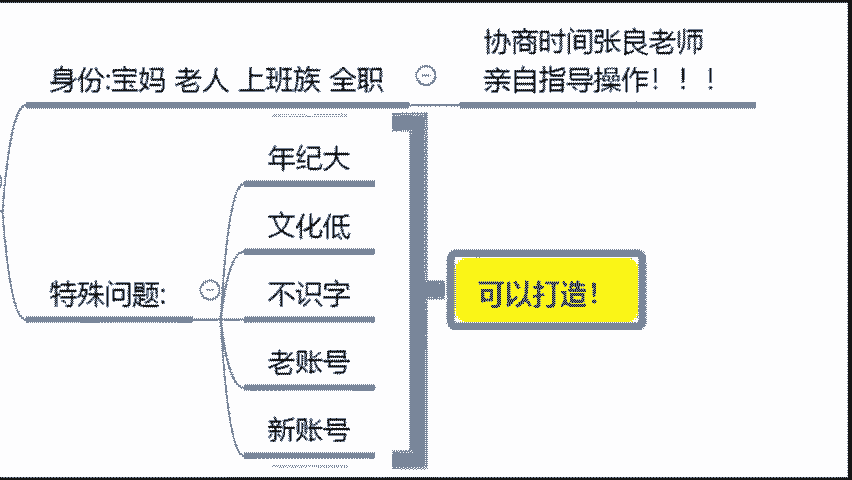 协商时间张良老师
身份:宝妈 老人 上班族 全职
亲自指导操作！！！
年纪大
文化低
特殊问题:
不识字
可以打造！
老账号
新账号